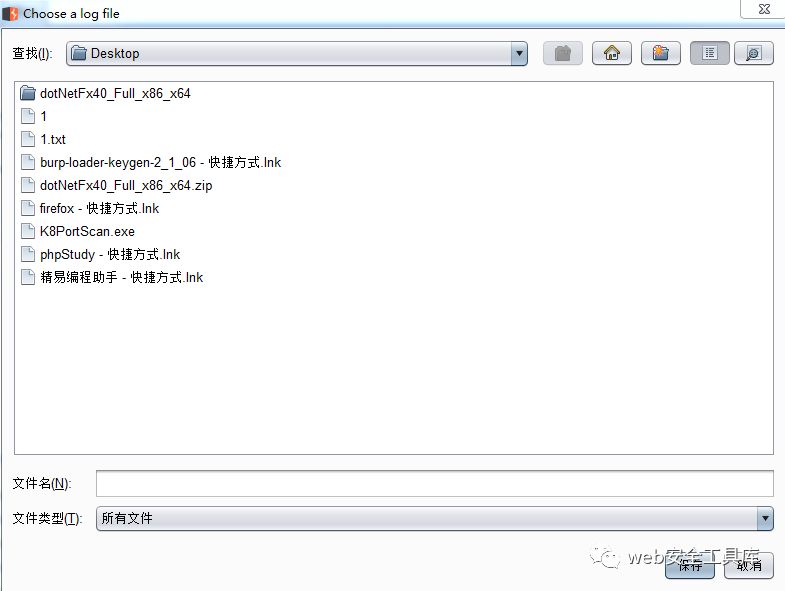 Choose a log file
查找(I): Desktop
dotNetFx40_Full_x86_x64
1
1.txt
burp-loader-keygen-2_1_06 - 快捷方式.lnk
dotNetFx40_Full_x86_x64.zip
firefox - 快捷方式.lnk
K8PortScan.exe
phpStudy - 快捷方式.lnk
精易编程助手 - 快捷方式.lnk
文件名(N):
文件类型(T): 所有文件
web安全工具库
保存 取消